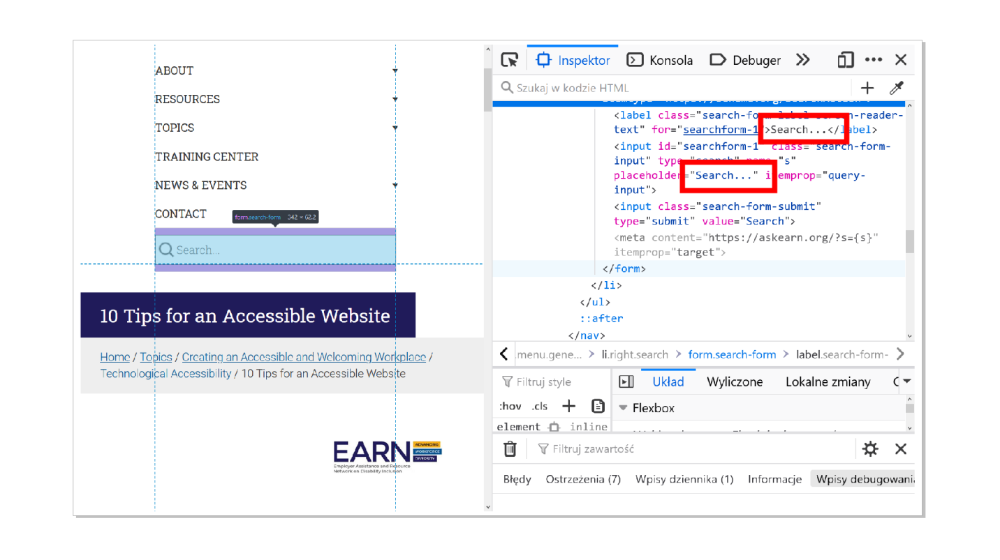 ABOUT
RESOURCES
TOPICS
TRAINING CENTER
NEWS & EVENTS
CONTACT
form.search-form 342 × 62.2
Search...
10 Tips for an Accessible Website
Home / Topics / Creating an Accessible and Welcoming Workplace /
Technological Accessibility / 10 Tips for an Accessible Website
EARN
ADVANCING
WORKFORCE
DIVERSITY
Employer Assistance and Resource
Network on Disability Inclusion
Inspektor Konsola Debuger
Szukaj w kodzie HTML
<label class="search-form-label screen-reader-
text" for="searchform-1">Search...</label>
<input id="searchform-1" class="search-form-
input" type="search" name="s"
placeholder="Search..." itemprop="query-
input">
<input class="search-form-submit"
type="submit" value="Search">
<meta content="https://askearn.org/?s={s}"
itemprop="target">
</form>
</li>
</ul>
::after
</nav>
.menu.gene... li.right.search form.search-form label.search-form-
Filtruj style
:hov .cls
element inline
Układ Wyliczone Lokalne zmiany
Flexbox
Filtruj zawartość
Błędy Ostrzeżenia (7) Wpisy dziennika (1) Informacje Wpisy debugowania